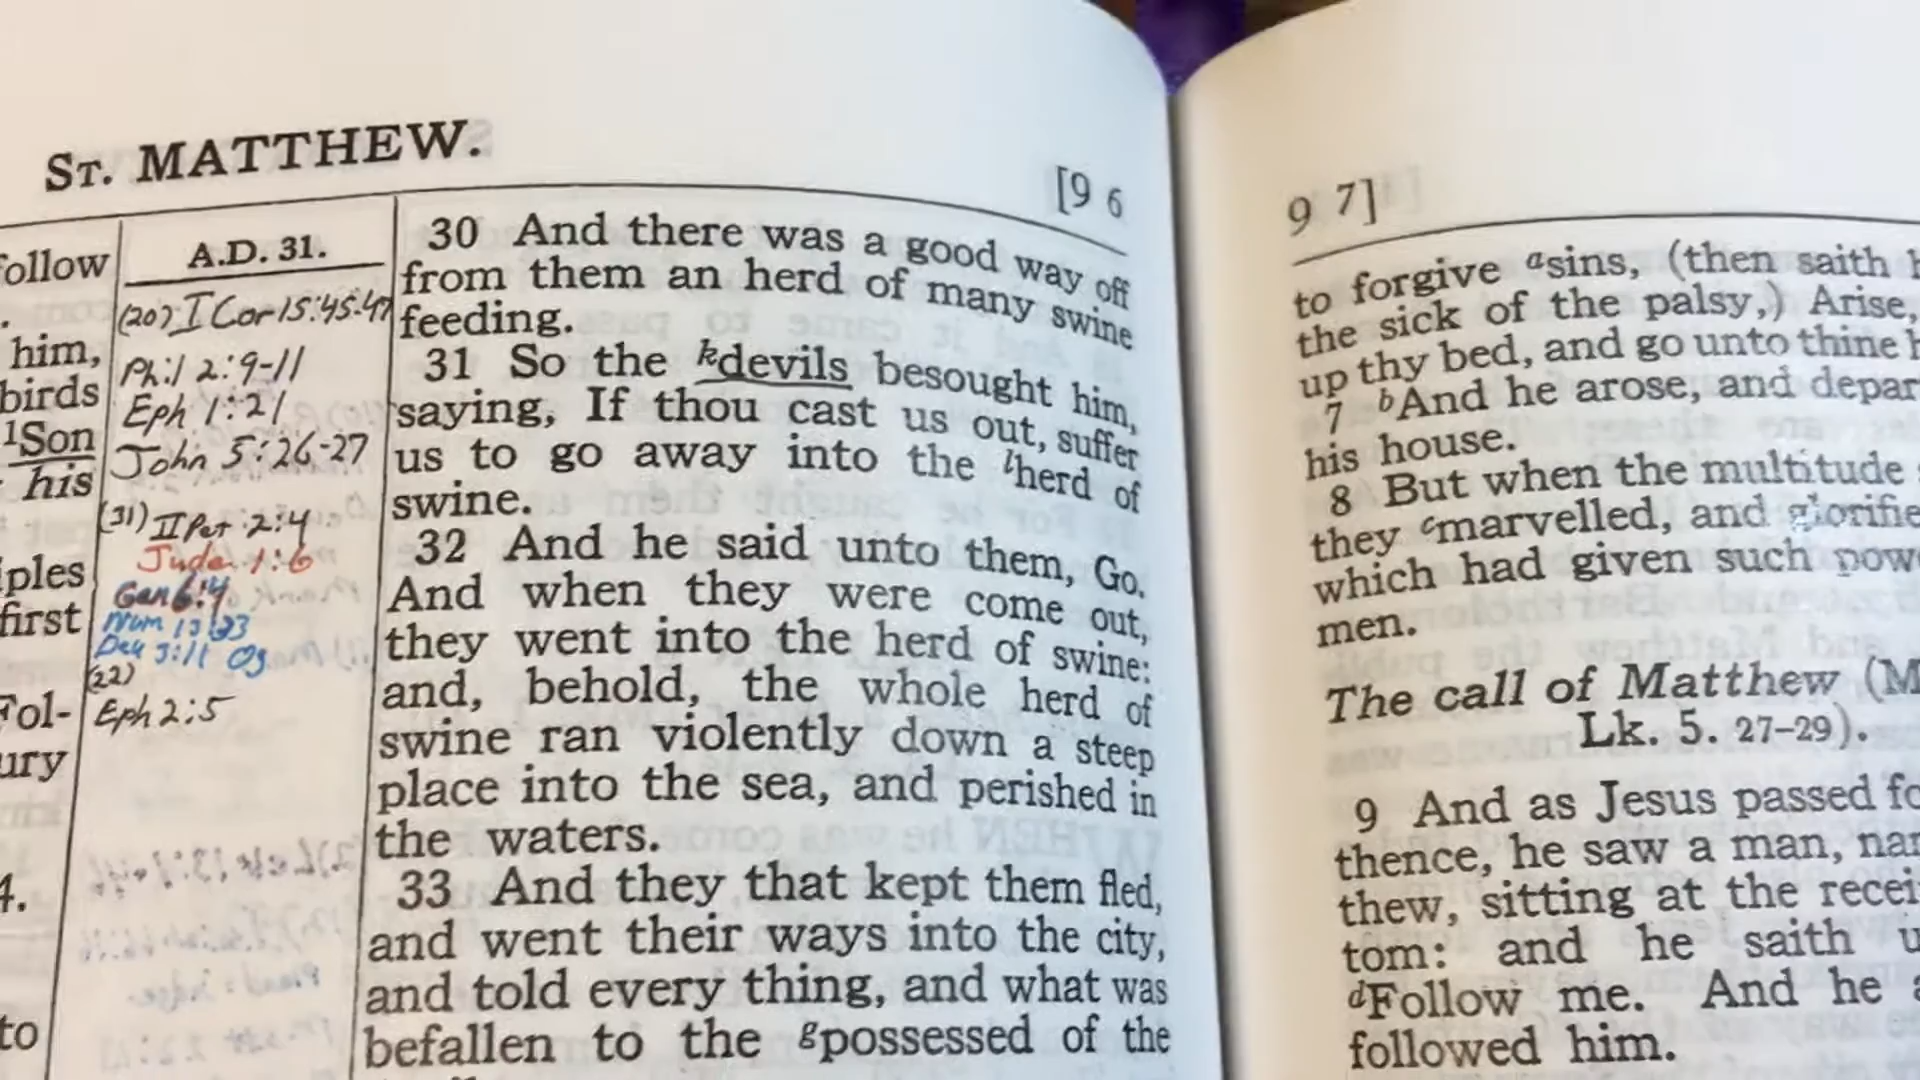 St. MATTHEW.
[9 6
follow
.
him,
birds
¹Son
his
ples
first
Fol-
ury
4.
to
A.D. 31.
(20) I Cor 15:45-47
Phil 2:9-11
Eph 1:21
John 5:26-27
(31) II Pet 2:4
Jude 1:6
Gen 6:4
Num 13:33
Deu 3:11 Og
(22)
Eph 2:5
30 And there was a good way off
from them an herd of many swine
feeding.
31 So the ᵏdevils besought him,
saying, If thou cast us out, suffer
us to go away into the ˡherd of
swine.
32 And he said unto them, Go.
And when they were come out,
they went into the herd of swine:
and, behold, the whole herd of
swine ran violently down a steep
place into the sea, and perished in
the waters.
33 And they that kept them fled,
and went their ways into the city,
and told every thing, and what was
befallen to the ᵍpossessed of the
9 7]
to forgive ᵃsins, (then saith h
the sick of the palsy,) Arise,
up thy bed, and go unto thine h
7 ᵇAnd he arose, and depar
his house.
8 But when the multitude s
they ᶜmarvelled, and glorifie
which had given such powe
men.
The call of Matthew (M
Lk. 5. 27-29).
9 And as Jesus passed fo
thence, he saw a man, nam
thew, sitting at the recei
tom: and he saith u
ᵈFollow me. And he a
followed him.